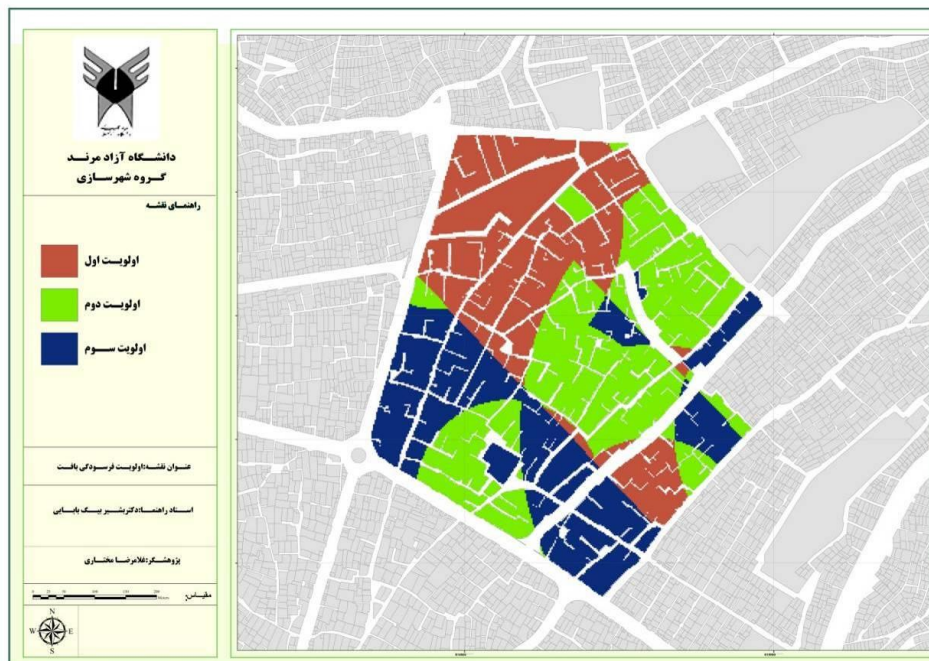 دانشگاه آزاد مرند
گروه شهرسازی
راهنمای نقشه
اولویت اول
اولویت دوم
اولویت سوم
عنوان نقشه:اولویت فرسودگی بافت
استاد راهنما:دکتر بشیر بیگ بابایی
پژوهشگر:غلامرضا مختاری
مقیاس:
N
W E
S